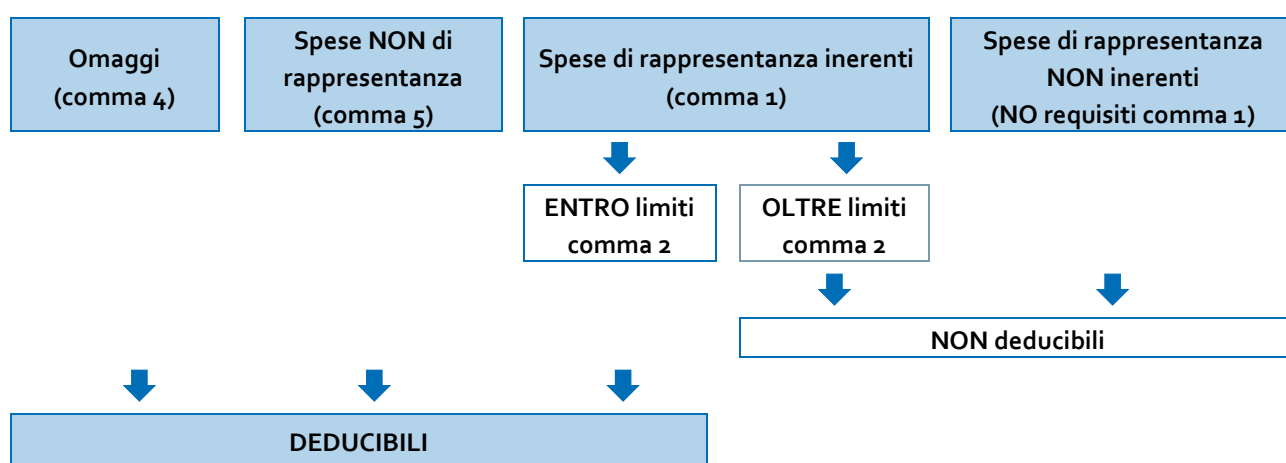 Omaggi
(comma 4)
Spese NON di
rappresentanza
(comma 5)
Spese di rappresentanza inerenti
(comma 1)
Spese di rappresentanza
NON inerenti
(NO requisiti comma 1)
ENTRO limiti
comma 2
OLTRE limiti
comma 2
NON deducibili
DEDUCIBILI